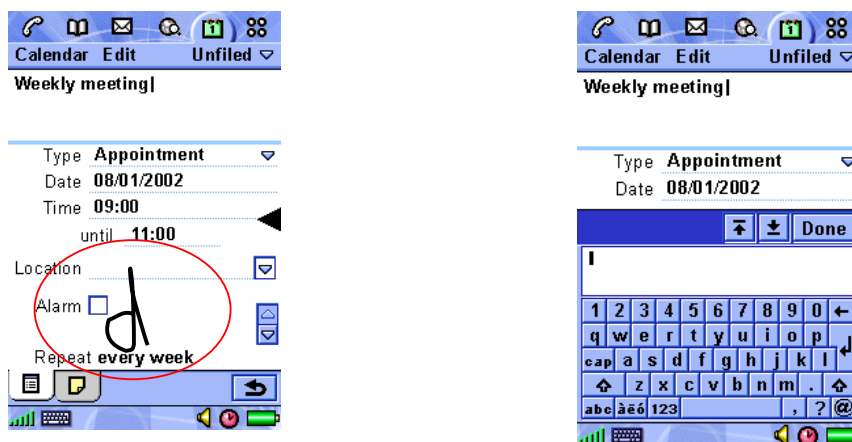 Calendar Edit Unfiled
Weekly meeting
Type Appointment
Date 08/01/2002
Time 09:00
until 11:00
Location
Alarm
d
Repeat every week
Calendar Edit Unfiled
Weekly meeting
Type Appointment
Date 08/01/2002
Done
1 2 3 4 5 6 7 8 9 0
q w e r t y u i o p
cap a s d f g h j k l
z x c v b n m .
abc àëó 123 , ? @